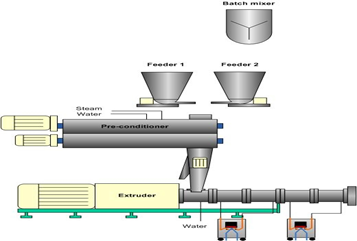 Batch mixer
Feeder 1
Feeder 2
Steam
Water
Pre-conditioner
Extruder
Water